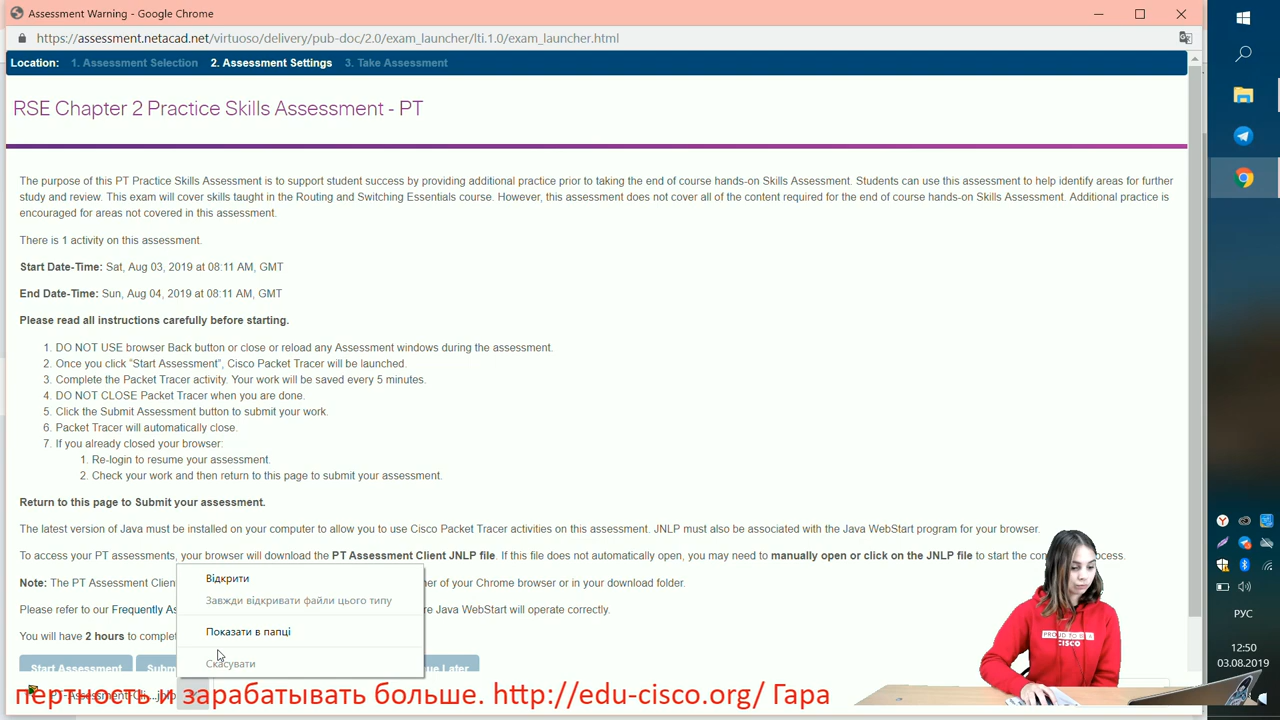 Assessment Warning - Google Chrome
https://assessment.netacad.net/virtuoso/delivery/pub-doc/2.0/exam_launcher/lti.1.0/exam_launcher.html
Location: 1. Assessment Selection 2. Assessment Settings 3. Take Assessment
RSE Chapter 2 Practice Skills Assessment - PT
The purpose of this PT Practice Skills Assessment is to support student success by providing additional practice prior to taking the end of course hands-on Skills Assessment. Students can use this assessment to help identify areas for further
study and review. This exam will cover skills taught in the Routing and Switching Essentials course. However, this assessment does not cover all of the content required for the end of course hands-on Skills Assessment. Additional practice is
encouraged for areas not covered in this assessment.
There is 1 activity on this assessment.
Start Date-Time: Sat, Aug 03, 2019 at 08:11 AM, GMT
End Date-Time: Sun, Aug 04, 2019 at 08:11 AM, GMT
Please read all instructions carefully before starting.
1. DO NOT USE browser Back button or close or reload any Assessment windows during the assessment.
2. Once you click "Start Assessment", Cisco Packet Tracer will be launched.
3. Complete the Packet Tracer activity. Your work will be saved every 5 minutes.
4. DO NOT CLOSE Packet Tracer when you are done.
5. Click the Submit Assessment button to submit your work.
6. Packet Tracer will automatically close.
7. If you already closed your browser:
1. Re-login to resume your assessment.
2. Check your work and then return to this page to submit your assessment.
Return to this page to Submit your assessment.
The latest version of Java must be installed on your computer to allow you to use Cisco Packet Tracer activities on this assessment. JNLP must also be associated with the Java WebStart program for your browser.
To access your PT assessments, your browser will download the PT Assessment Client JNLP file. If this file does not automatically open, you may need to manually open or click on the JNLP file to start the
Note: The PT Assessment Client of your Chrome browser or in your download folder.
Please refer to our Frequently Java WebStart will operate correctly.
You will have 2 hours to
Відкрити
Завжди відкривати файли цього типу
Показати в папці
Скасувати
Start Assessment Later
пертность и зарабатывать больше. http://edu-cisco.org/ Гара
PROUD TO BE A
CISCO
РУС
12:50
03.08.2019